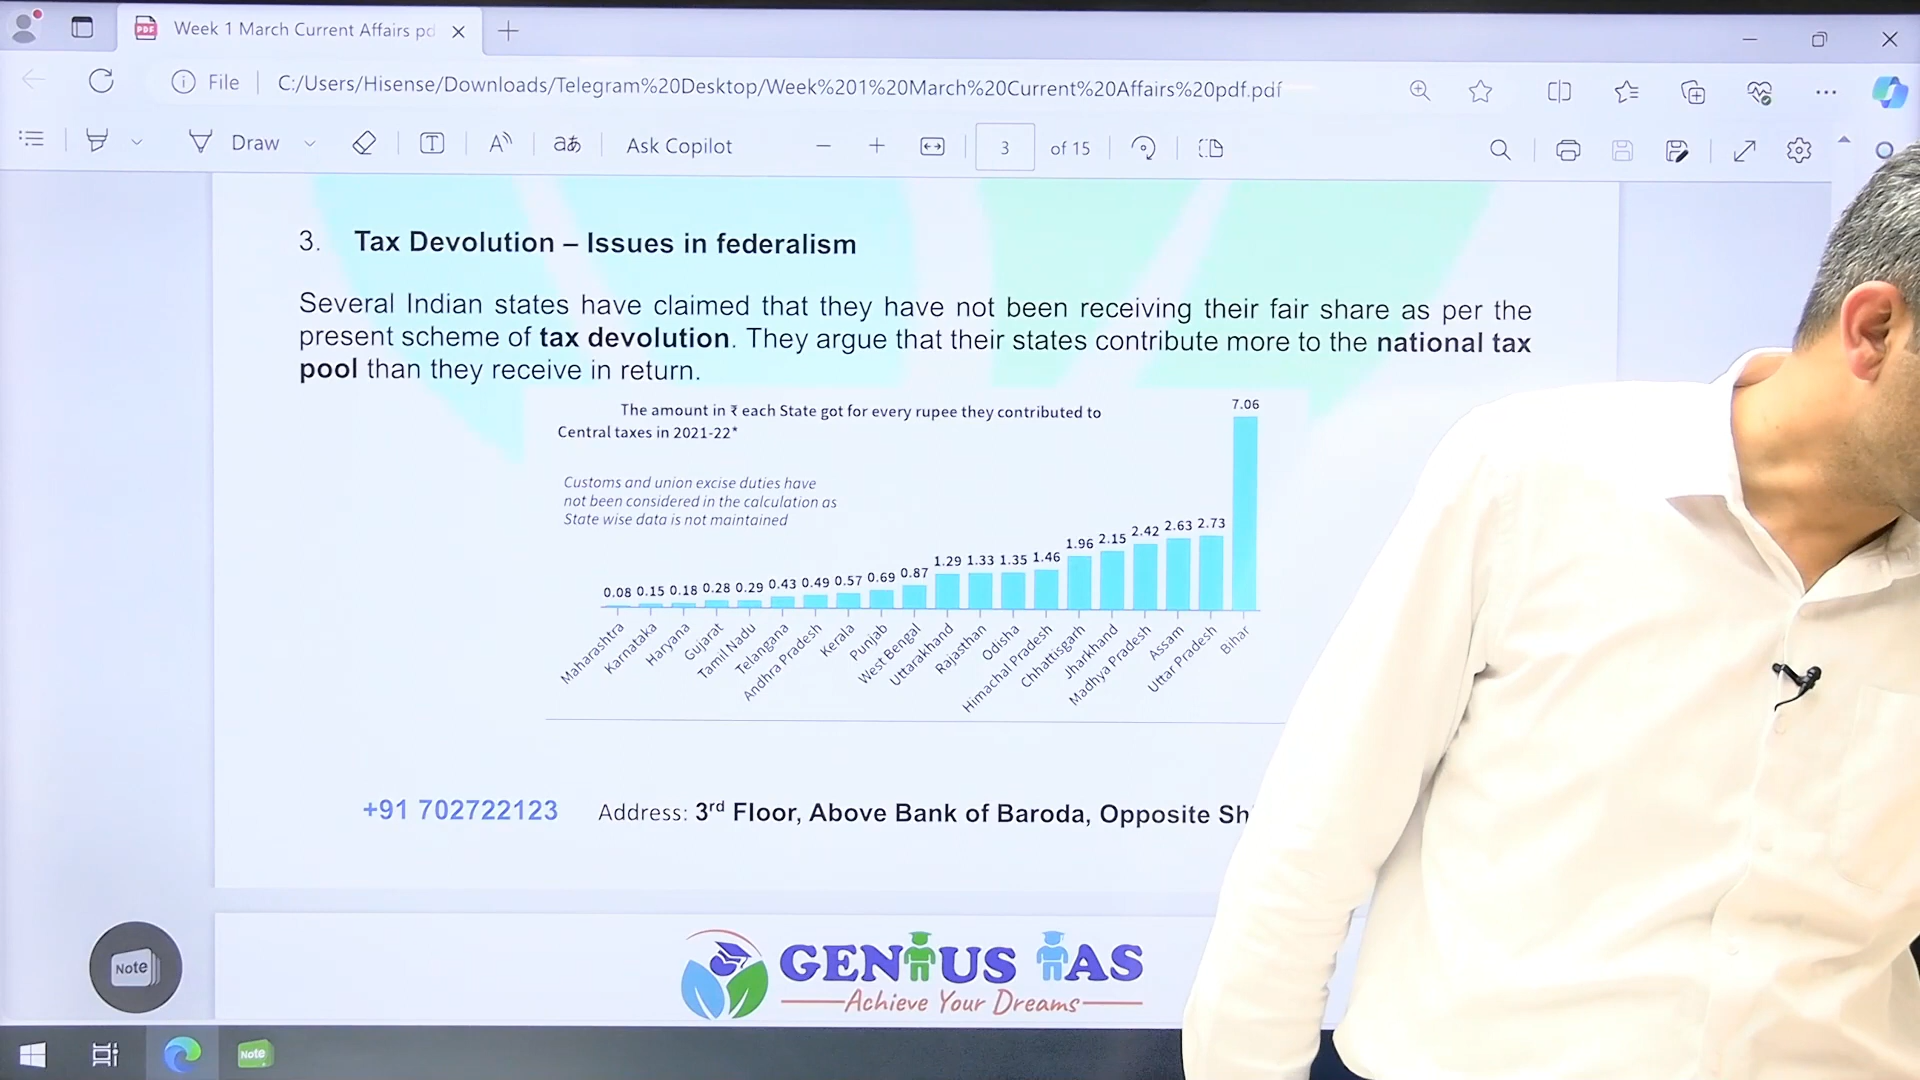 Week 1 March Current Affairs pd
File
C:/Users/Hisense/Downloads/Telegram%20Desktop/Week%201%20March%20Current%20Affairs%20pdf.pdf
Draw
Ask Copilot
3
of 15
3. Tax Devolution – Issues in federalism
Several Indian states have claimed that they have not been receiving their fair share as per the
present scheme of tax devolution. They argue that their states contribute more to the national tax
pool than they receive in return.
The amount in ₹ each State got for every rupee they contributed to
Central taxes in 2021-22*
Customs and union excise duties have
not been considered in the calculation as
State wise data is not maintained
0.08 0.15 0.18 0.28 0.29 0.43 0.49 0.57 0.69 0.87 1.29 1.33 1.35 1.46 1.96 2.15 2.42 2.63 2.73 7.06
Maharashtra
Karnataka
Haryana
Gujarat
Tamil Nadu
Telangana
Andhra Pradesh
Kerala
Punjab
West Bengal
Uttarakhand
Rajasthan
Odisha
Himachal Pradesh
Chhattisgarh
Jharkhand
Madhya Pradesh
Assam
Uttar Pradesh
Bihar
+91 702722123 Address: 3rd Floor, Above Bank of Baroda, Opposite Sh
Note
GENIUS IAS
Achieve Your Dreams
Note